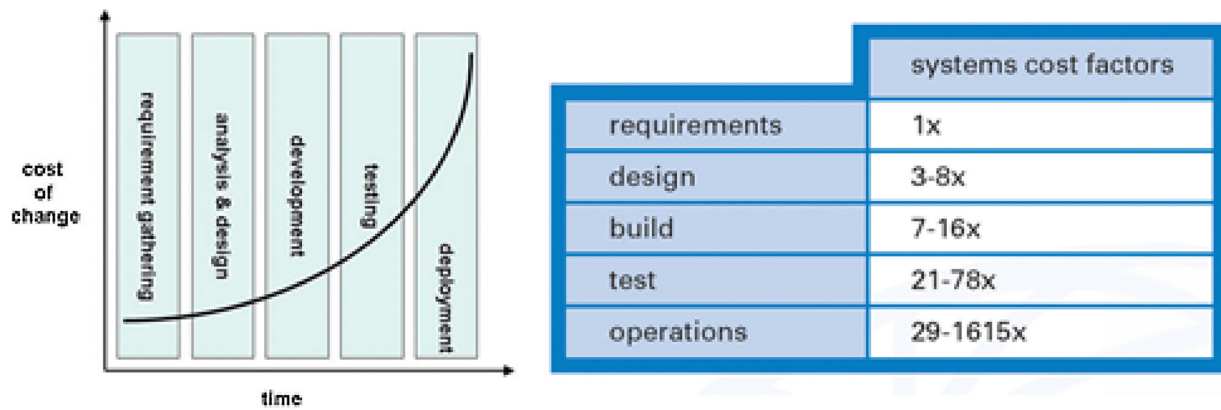 cost
of
change
requirement gathering
analysis & design
development
testing
deployment
time
systems cost factors
requirements 1x
design 3-8x
build 7-16x
test 21-78x
operations 29-1615x